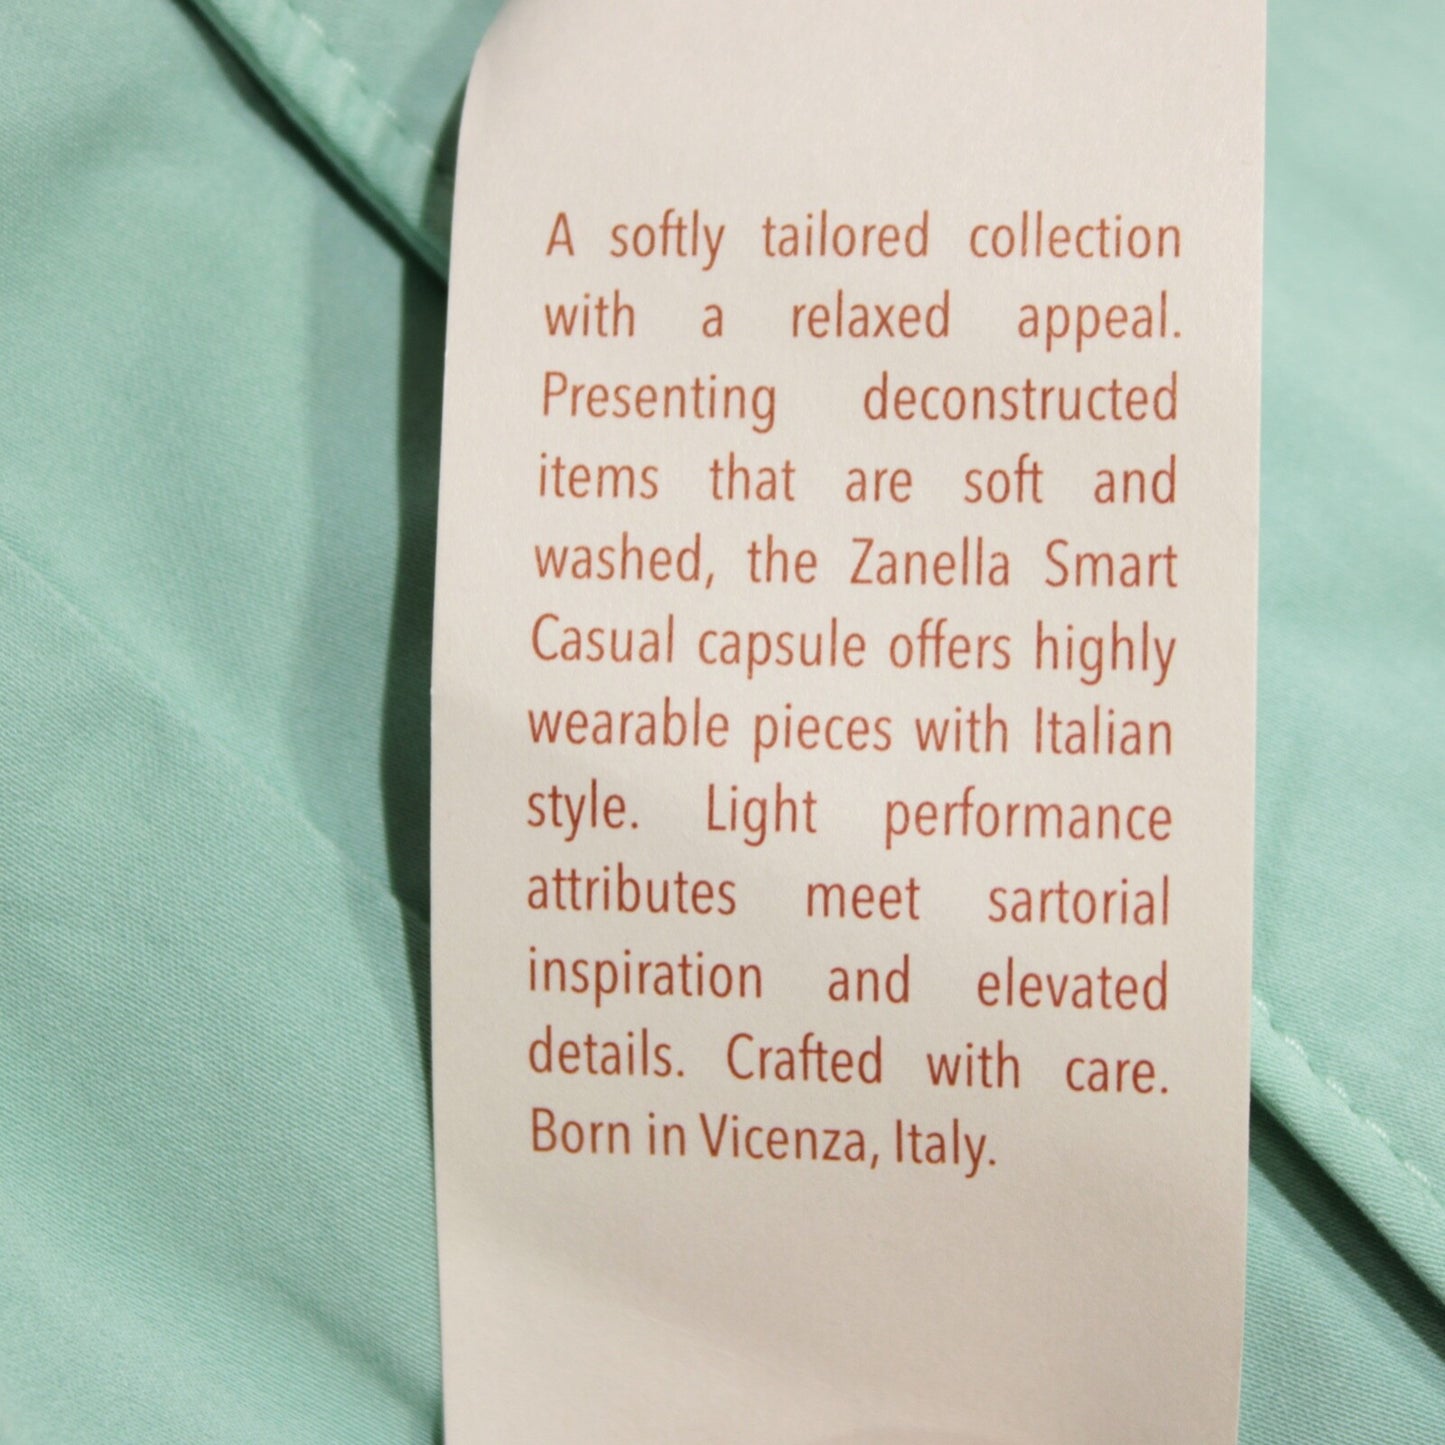 A softly tailored collection
with a relaxed appeal.
Presenting deconstructed
items that are soft and
washed, the Zanella Smart
Casual capsule offers highly
wearable pieces with Italian
style. Light performance
attributes meet sartorial
inspiration and elevated
details. Crafted with care.
Born in Vicenza, Italy.